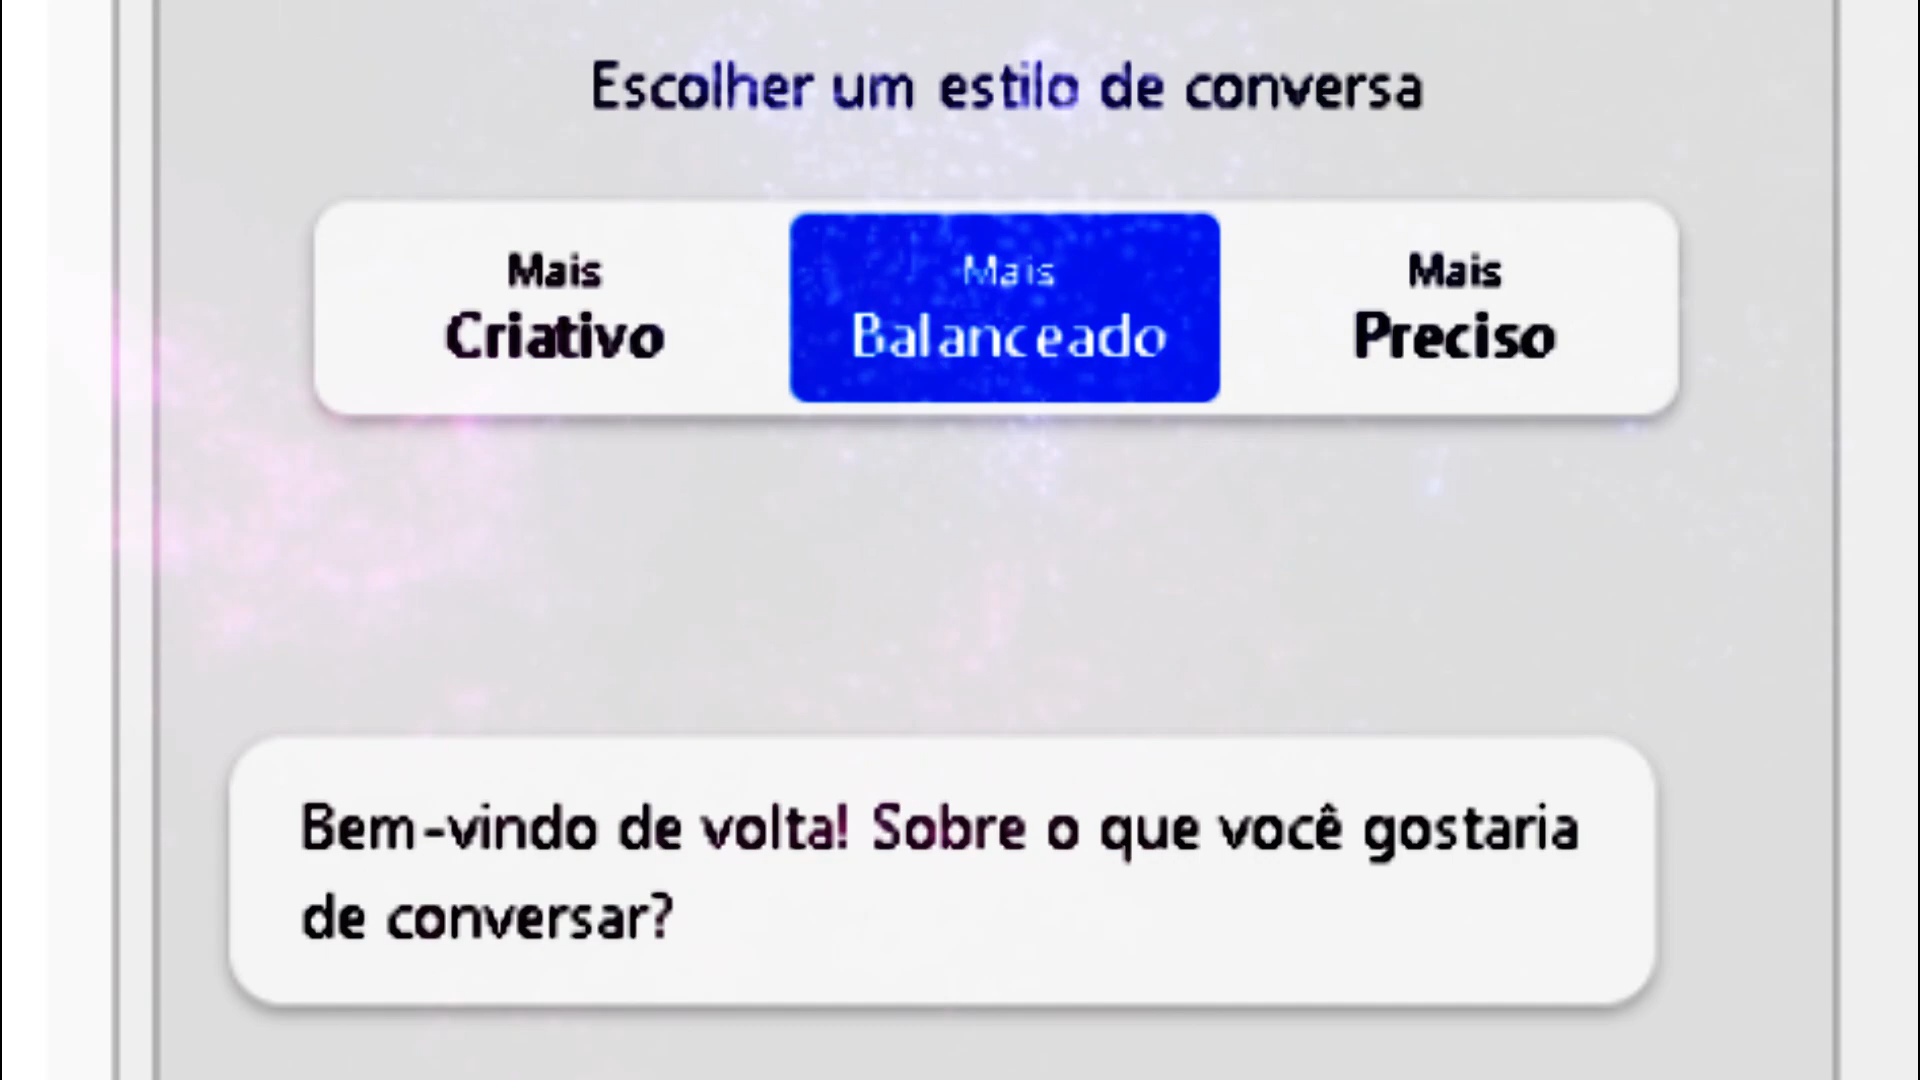 Escolher um estilo de conversa
Mais Mais Mais
Criativo Balanceado Preciso
Bem-vindo de volta! Sobre o que você gostaria
de conversar?